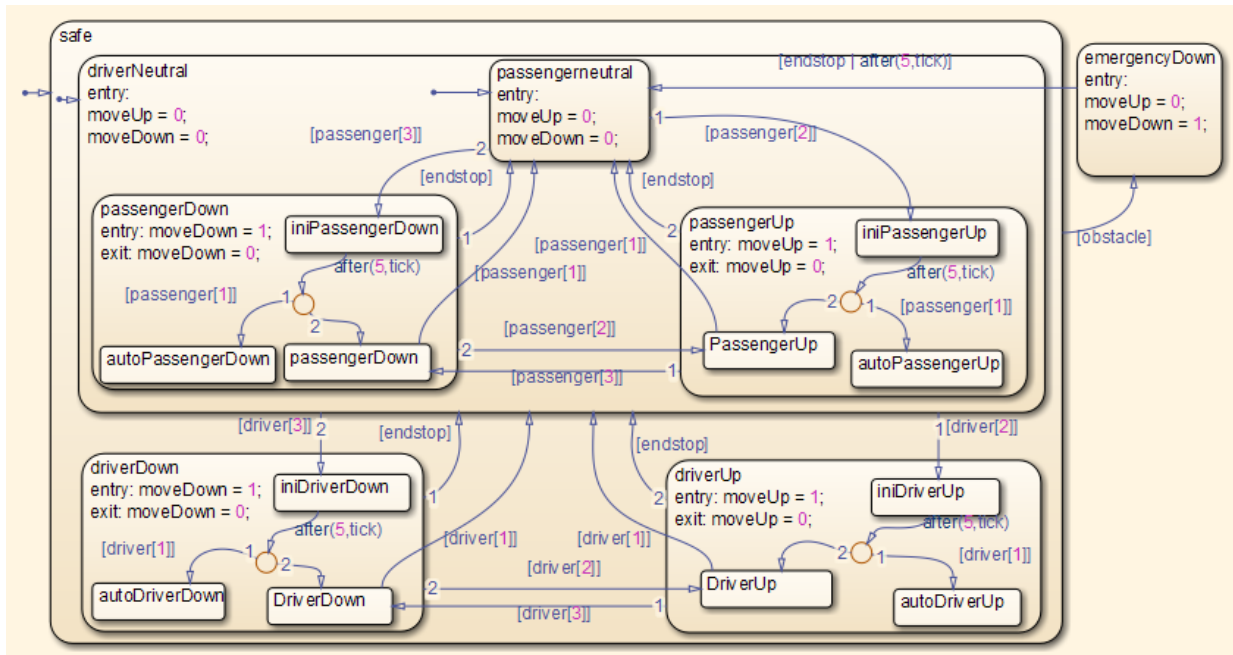 safe
driverNeutral
entry:
moveUp = 0;
moveDown = 0;
passengerneutral
entry:
moveUp = 0;
moveDown = 0;
[endstop | after(5,tick)]
emergencyDown
entry:
moveUp = 0;
moveDown = 1;
[passenger[3]]
2
1
[passenger[2]]
[endstop]
[endstop]
passengerDown
entry: moveDown = 1;
exit: moveDown = 0;
iniPassengerDown
1
after(5,tick)
[passenger[1]]
1
2
autoPassengerDown
passengerDown
[passenger[1]]
[passenger[1]]
2
passengerUp
entry: moveUp = 1;
exit: moveUp = 0;
iniPassengerUp
after(5,tick)
2
1
[passenger[1]]
PassengerUp
autoPassengerUp
[obstacle]
[passenger[2]]
2
[passenger[3]]
1
[driver[3]]
2
[endstop]
[endstop]
1
[driver[2]]
driverDown
entry: moveDown = 1;
exit: moveDown = 0;
iniDriverDown
1
after(5,tick)
[driver[1]]
1
2
autoDriverDown
DriverDown
[driver[1]]
[driver[1]]
2
driverUp
entry: moveUp = 1;
exit: moveUp = 0;
iniDriverUp
after(5,tick)
2
1
[driver[1]]
DriverUp
autoDriverUp
[driver[2]]
2
[driver[3]]
1